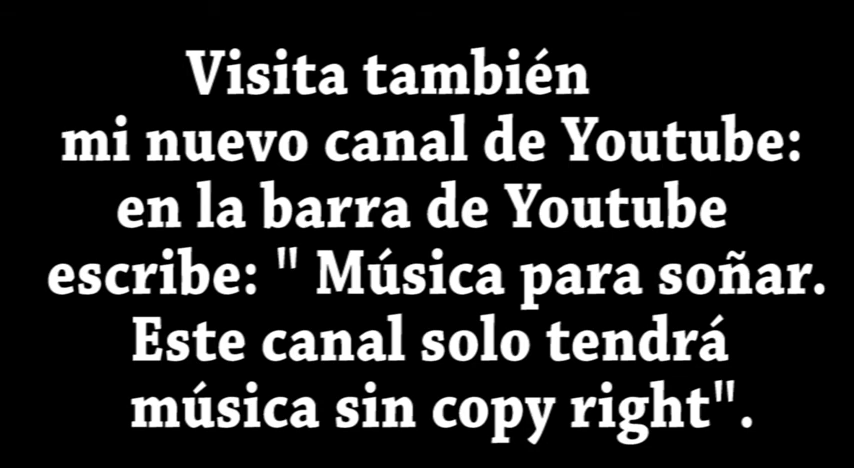 Visita también
mi nuevo canal de Youtube:
en la barra de Youtube
escribe: " Música para soñar.
Este canal solo tendrá
música sin copy right".